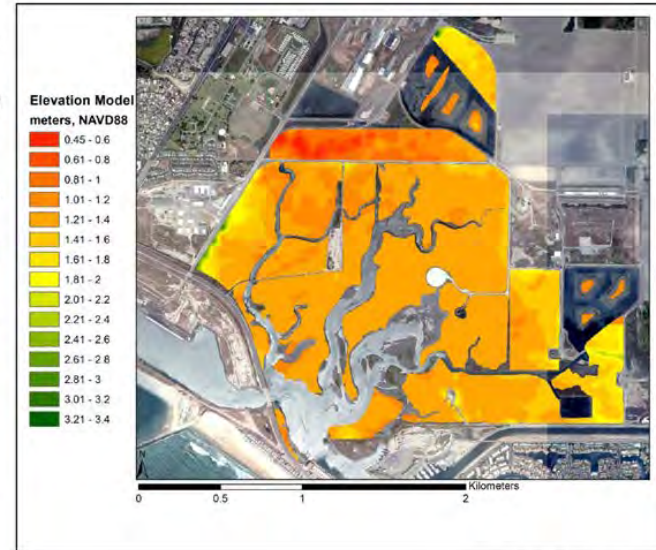 Elevation Model
meters, NAVD88
0.45 - 0.6
0.61 - 0.8
0.81 - 1
1.01 - 1.2
1.21 - 1.4
1.41 - 1.6
1.61 - 1.8
1.81 - 2
2.01 - 2.2
2.21 - 2.4
2.41 - 2.6
2.61 - 2.8
2.81 - 3
3.01 - 3.2
3.21 - 3.4
N
Kilometers
0 0.5 1 2